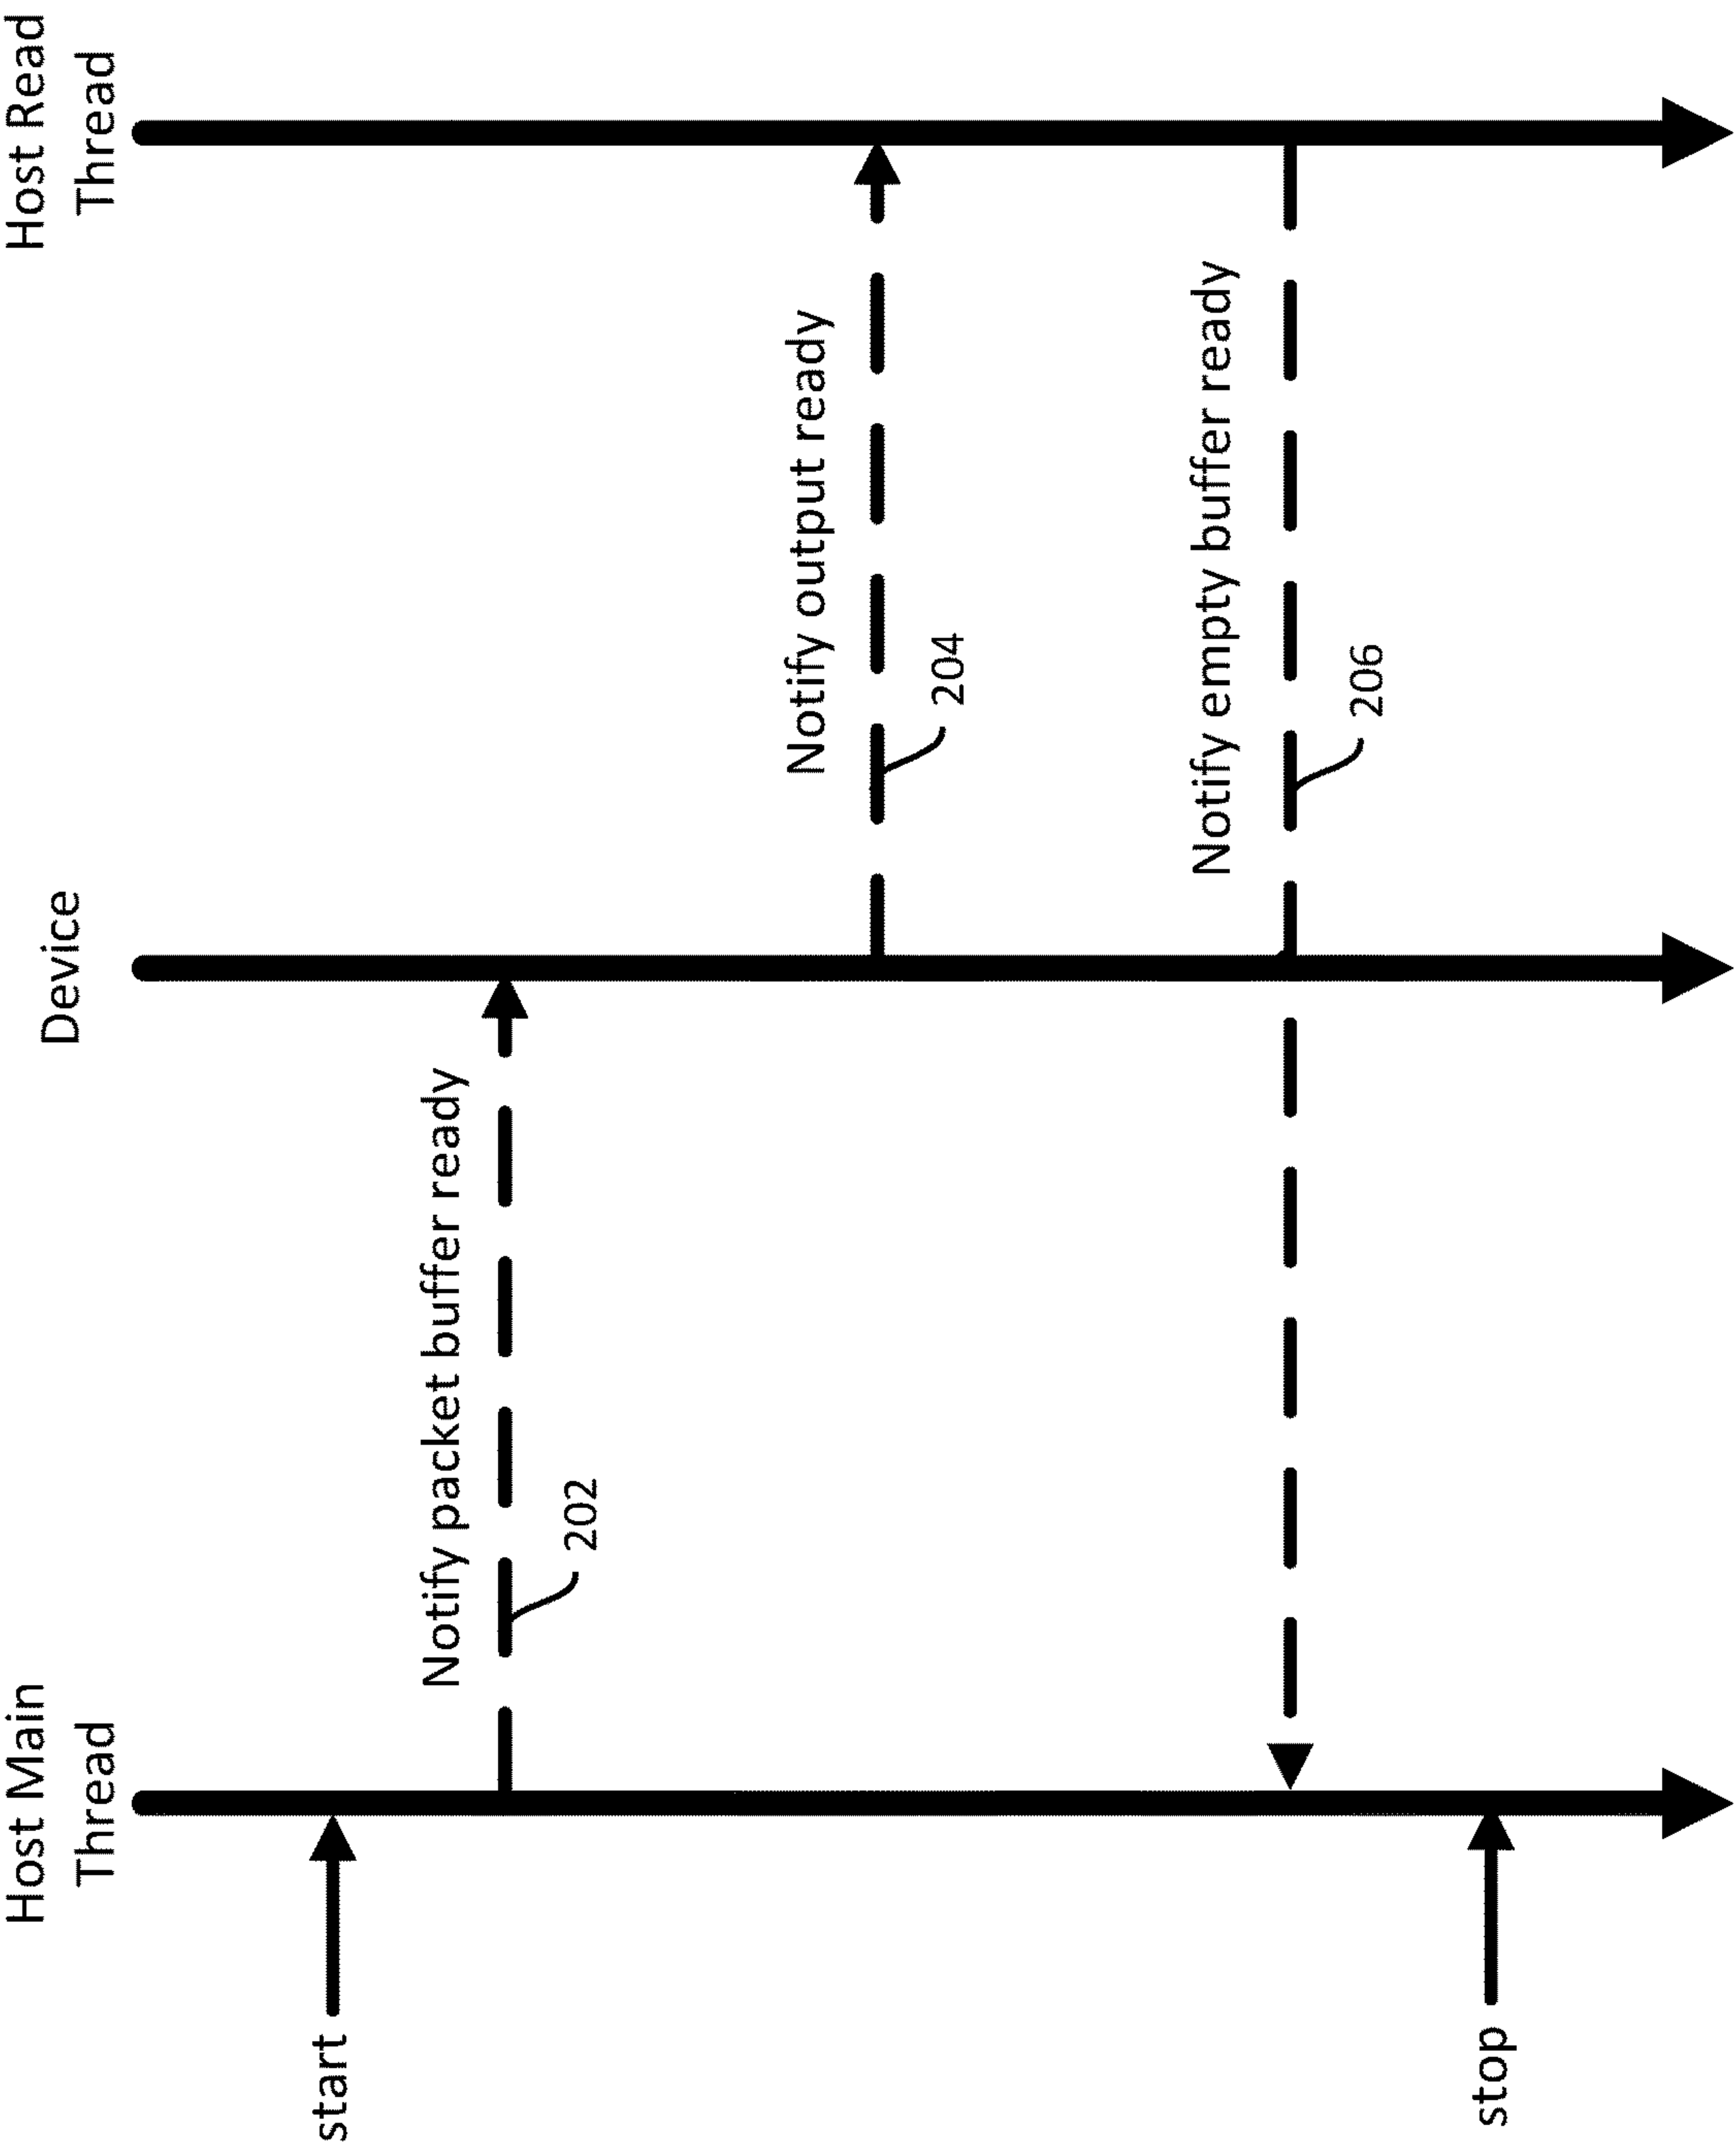 Host Main
Thread
Device
Host Read
Thread
start
Notify packet buffer ready
202
Notify output ready
204
Notify empty buffer ready
206
stop